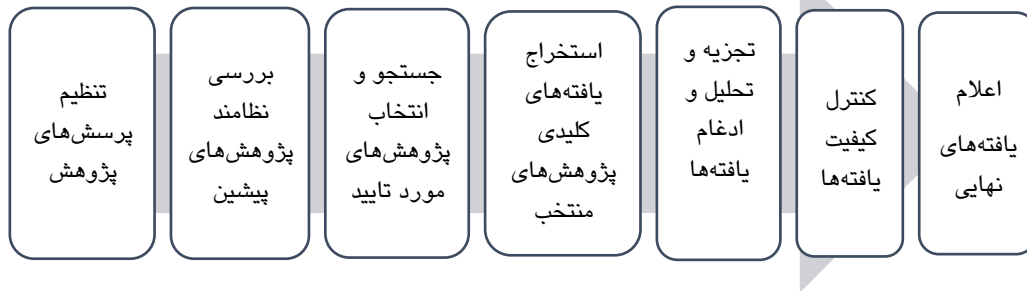 تنظیم
پرسش‌های
پژوهش
بررسی
نظامند
پژوهش‌های
پیشین
جستجو و
انتخاب
پژوهش‌های
مورد تایید
استخراج
یافته‌های
کلیدی
پژوهش‌های
منتخب
تجزیه و
تحلیل و
ادغام
یافته‌ها
کنترل
کیفیت
یافته‌ها
اعلام
یافته‌های
نهایی